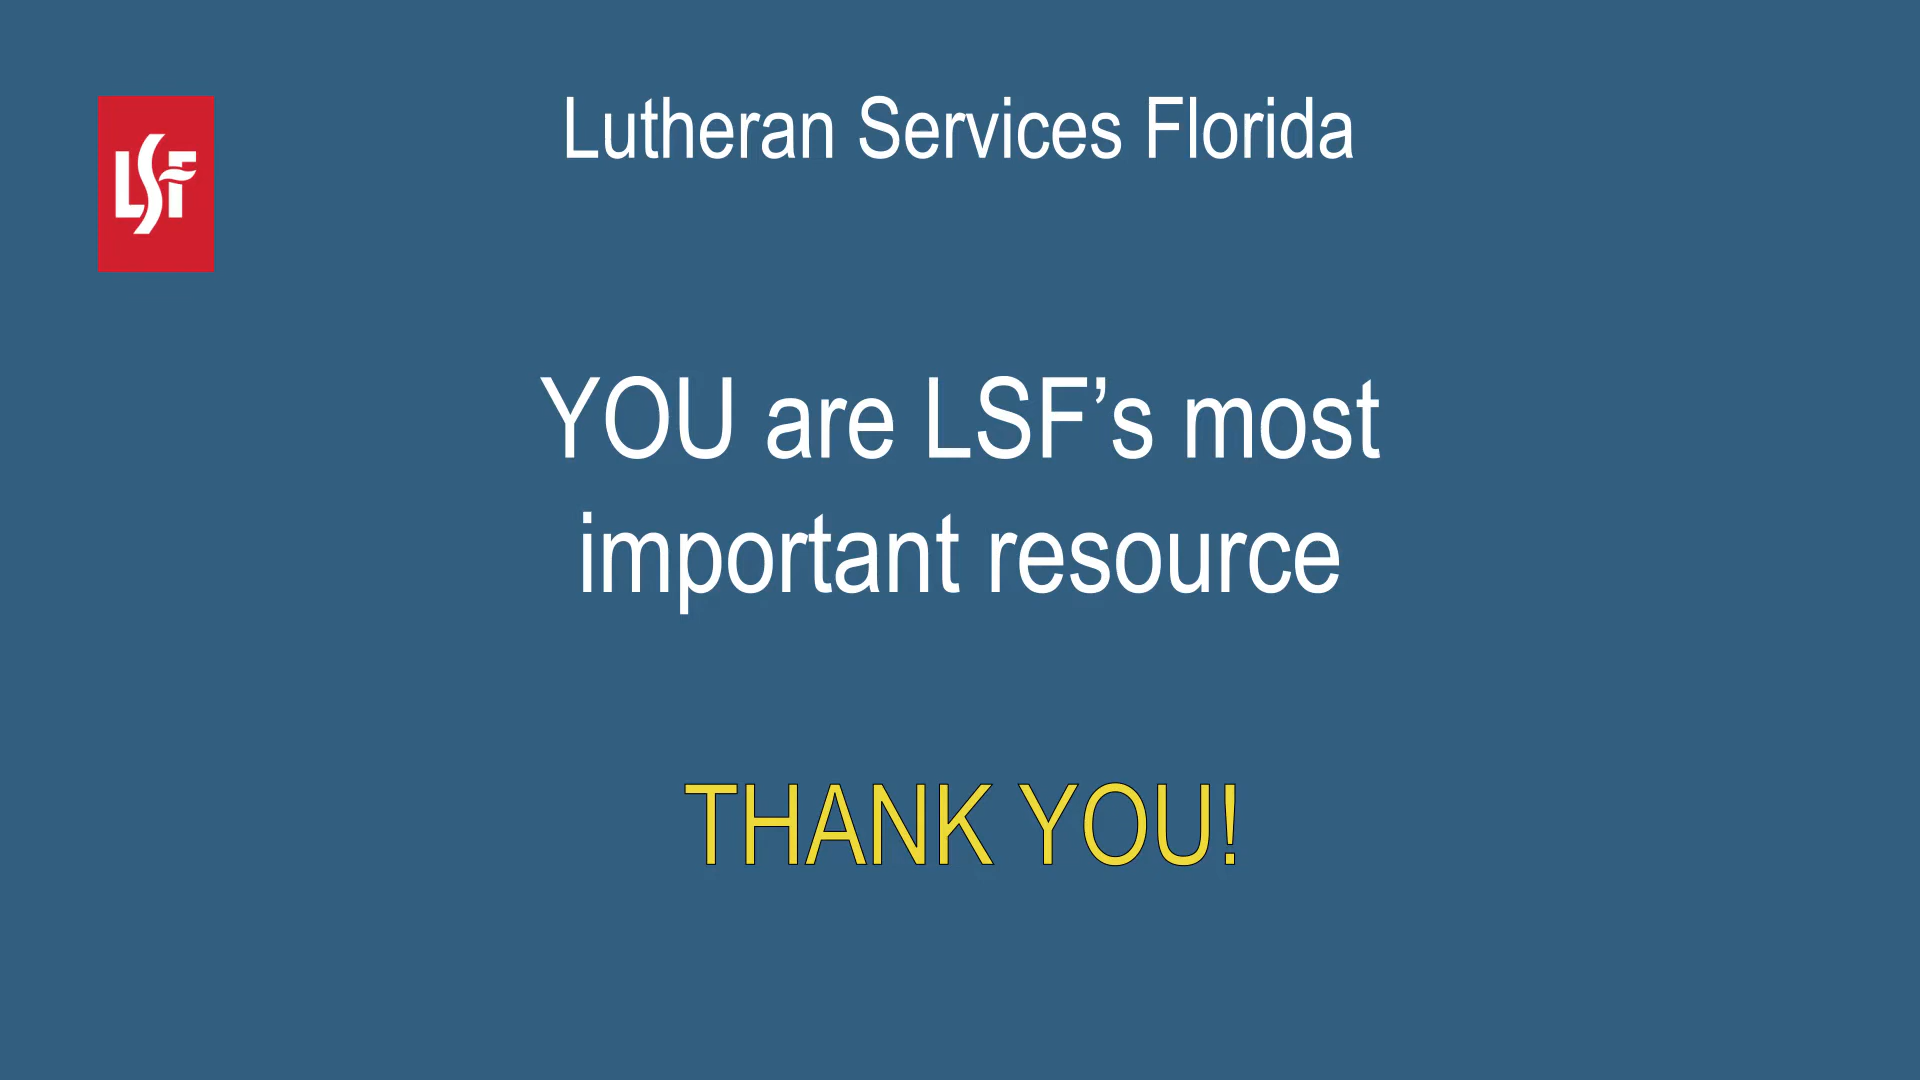 LSF
Lutheran Services Florida
YOU are LSF’s most
important resource
THANK YOU!